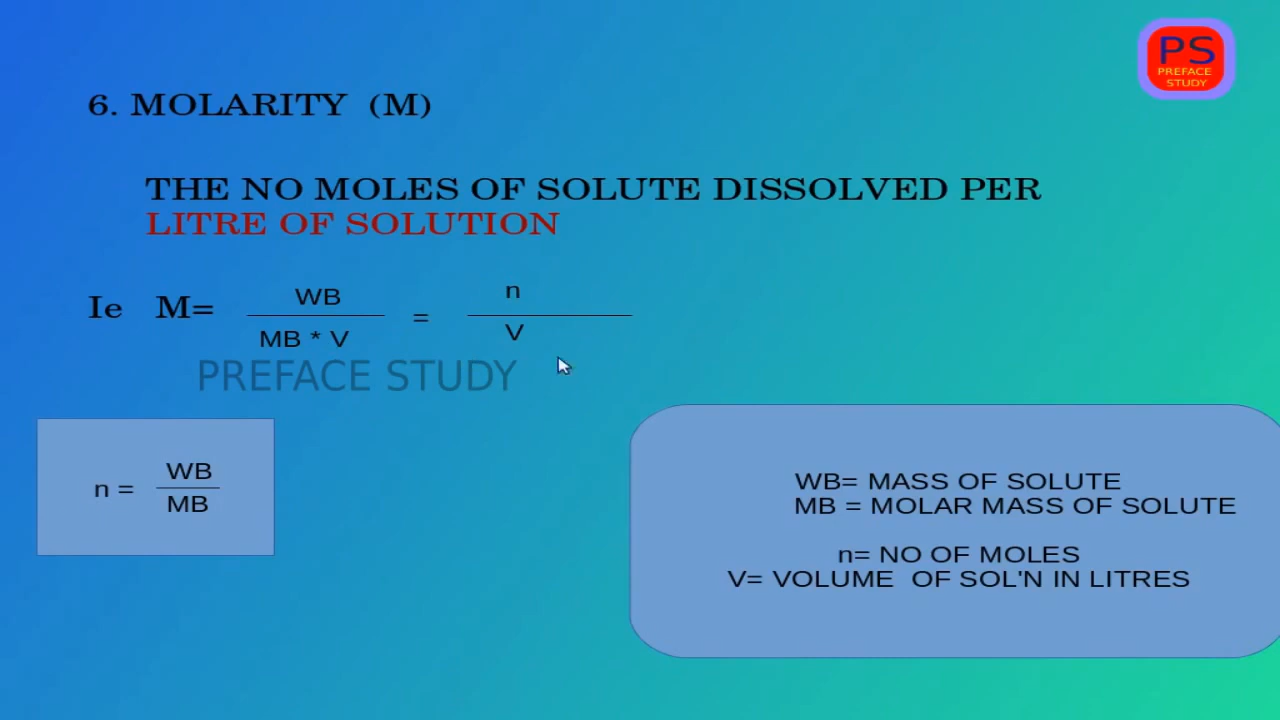 PS
PREFACE
STUDY
6. MOLARITY (M)
THE NO MOLES OF SOLUTE DISSOLVED PER
LITRE OF SOLUTION
Ie M= WB / MB * V = n / V
PREFACE STUDY
n = WB / MB
WB= MASS OF SOLUTE
MB = MOLAR MASS OF SOLUTE
n= NO OF MOLES
V= VOLUME OF SOL'N IN LITRES